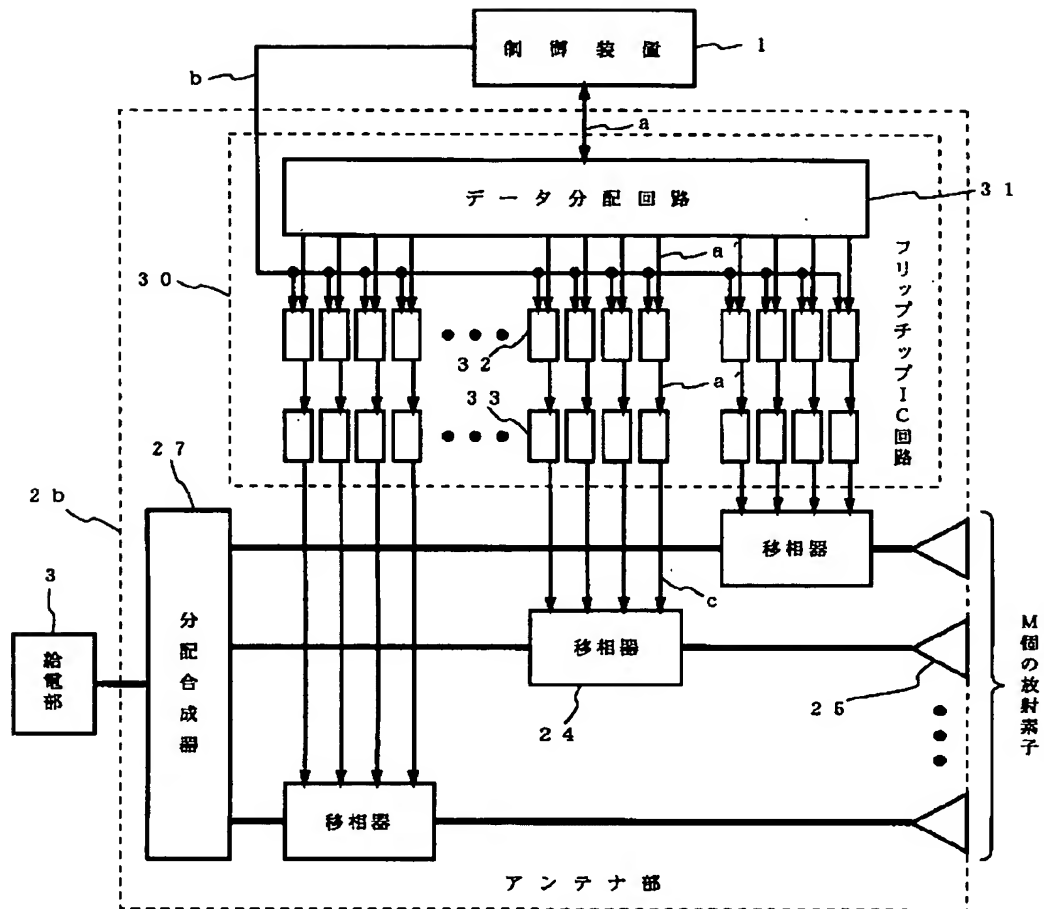 制御装置
1
b
a
データ分配回路
31
a
30
フリップチップIC回路
32
a
33
27
2b
移相器
3
c
分配合成器
移相器
給電部
25
M個の放射素子
24
移相器
アンテナ部